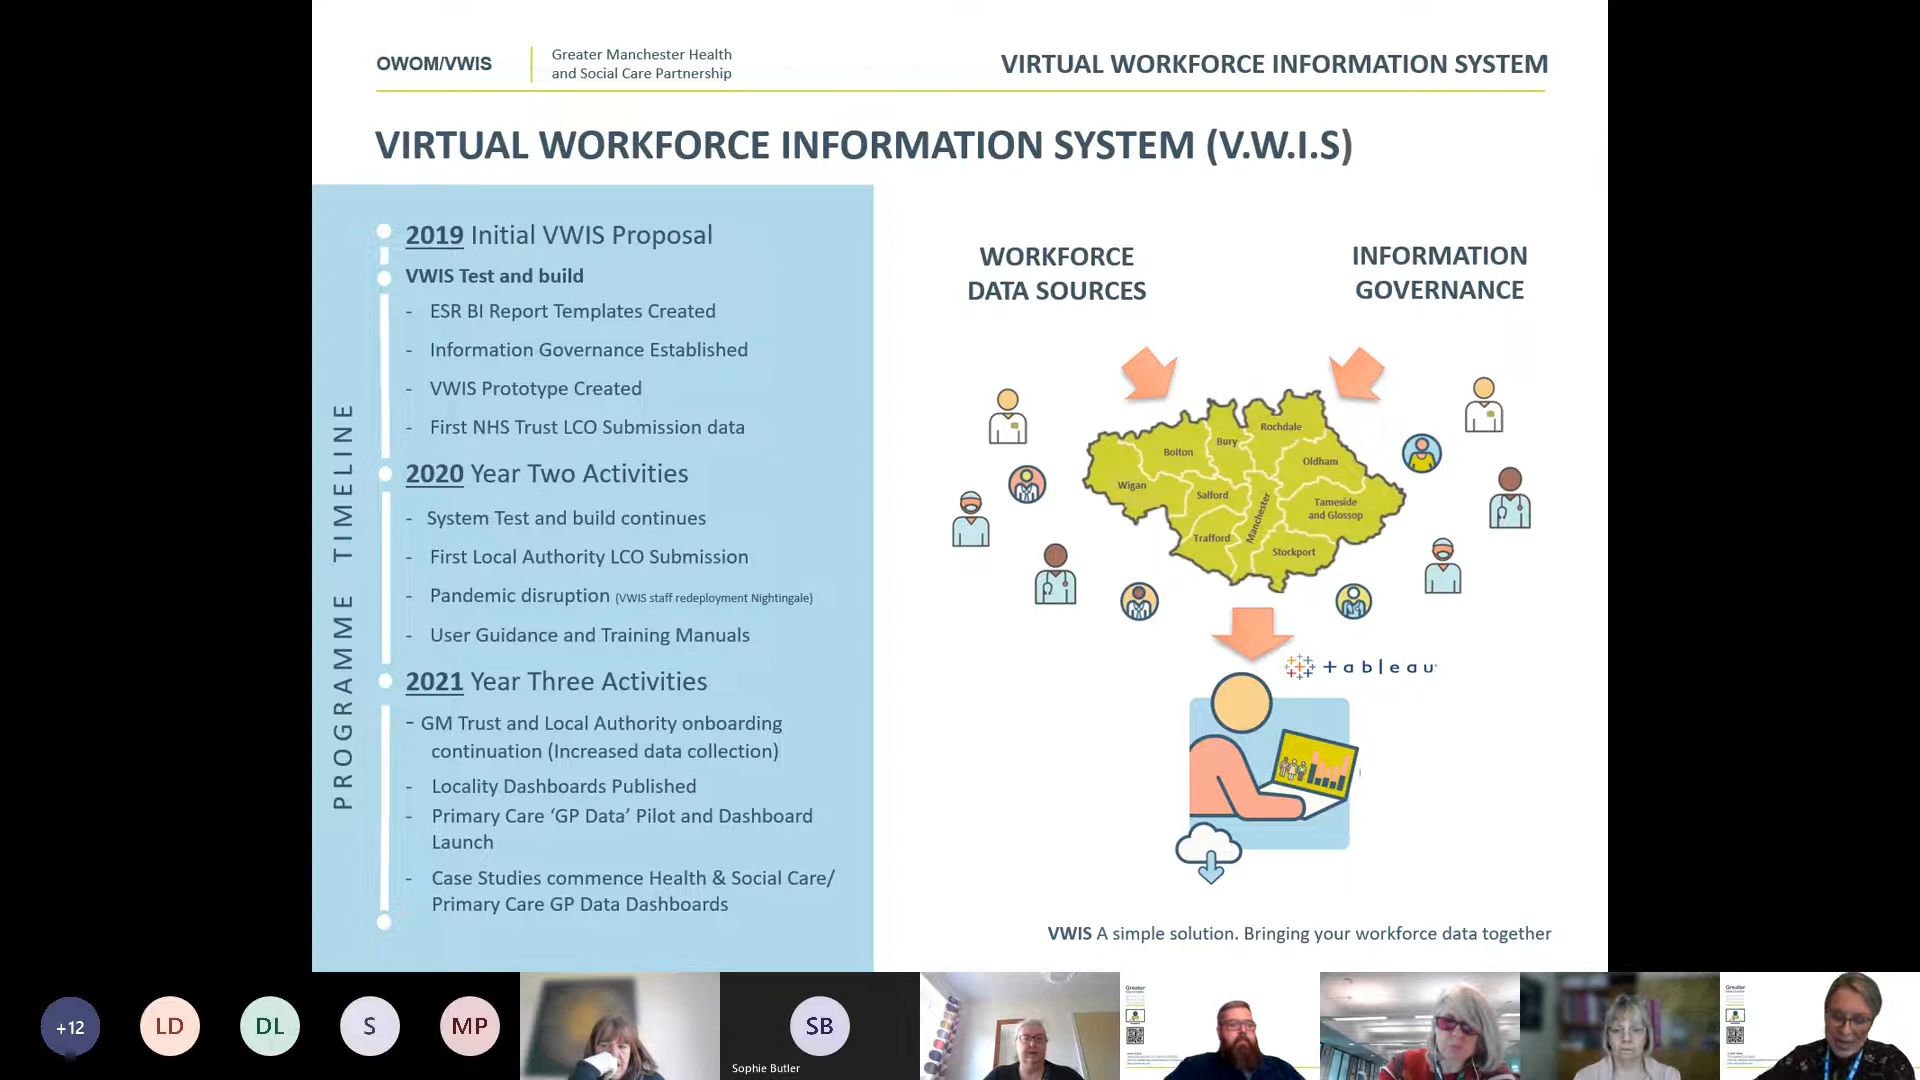 OWOM/VWIS
Greater Manchester Health
and Social Care Partnership
VIRTUAL WORKFORCE INFORMATION SYSTEM
VIRTUAL WORKFORCE INFORMATION SYSTEM (V.W.I.S)
PROGRAMME TIMELINE
2019 Initial VWIS Proposal
VWIS Test and build
- ESR BI Report Templates Created
- Information Governance Established
- VWIS Prototype Created
- First NHS Trust LCO Submission data
2020 Year Two Activities
- System Test and build continues
- First Local Authority LCO Submission
- Pandemic disruption (VWIS staff redeployment Nightingale)
- User Guidance and Training Manuals
2021 Year Three Activities
- GM Trust and Local Authority onboarding
continuation (Increased data collection)
- Locality Dashboards Published
- Primary Care ‘GP Data’ Pilot and Dashboard
Launch
- Case Studies commence Health & Social Care/
Primary Care GP Data Dashboards
WORKFORCE
DATA SOURCES
INFORMATION
GOVERNANCE
Rochdale
Bury
Bolton
Oldham
Wigan
Salford
Manchester
Tameside
and Glossop
Trafford
Stockport
+ableau
VWIS A simple solution. Bringing your workforce data together
+12
LD
DL
S
MP
SB
Sophie Butler
Greater
Greater